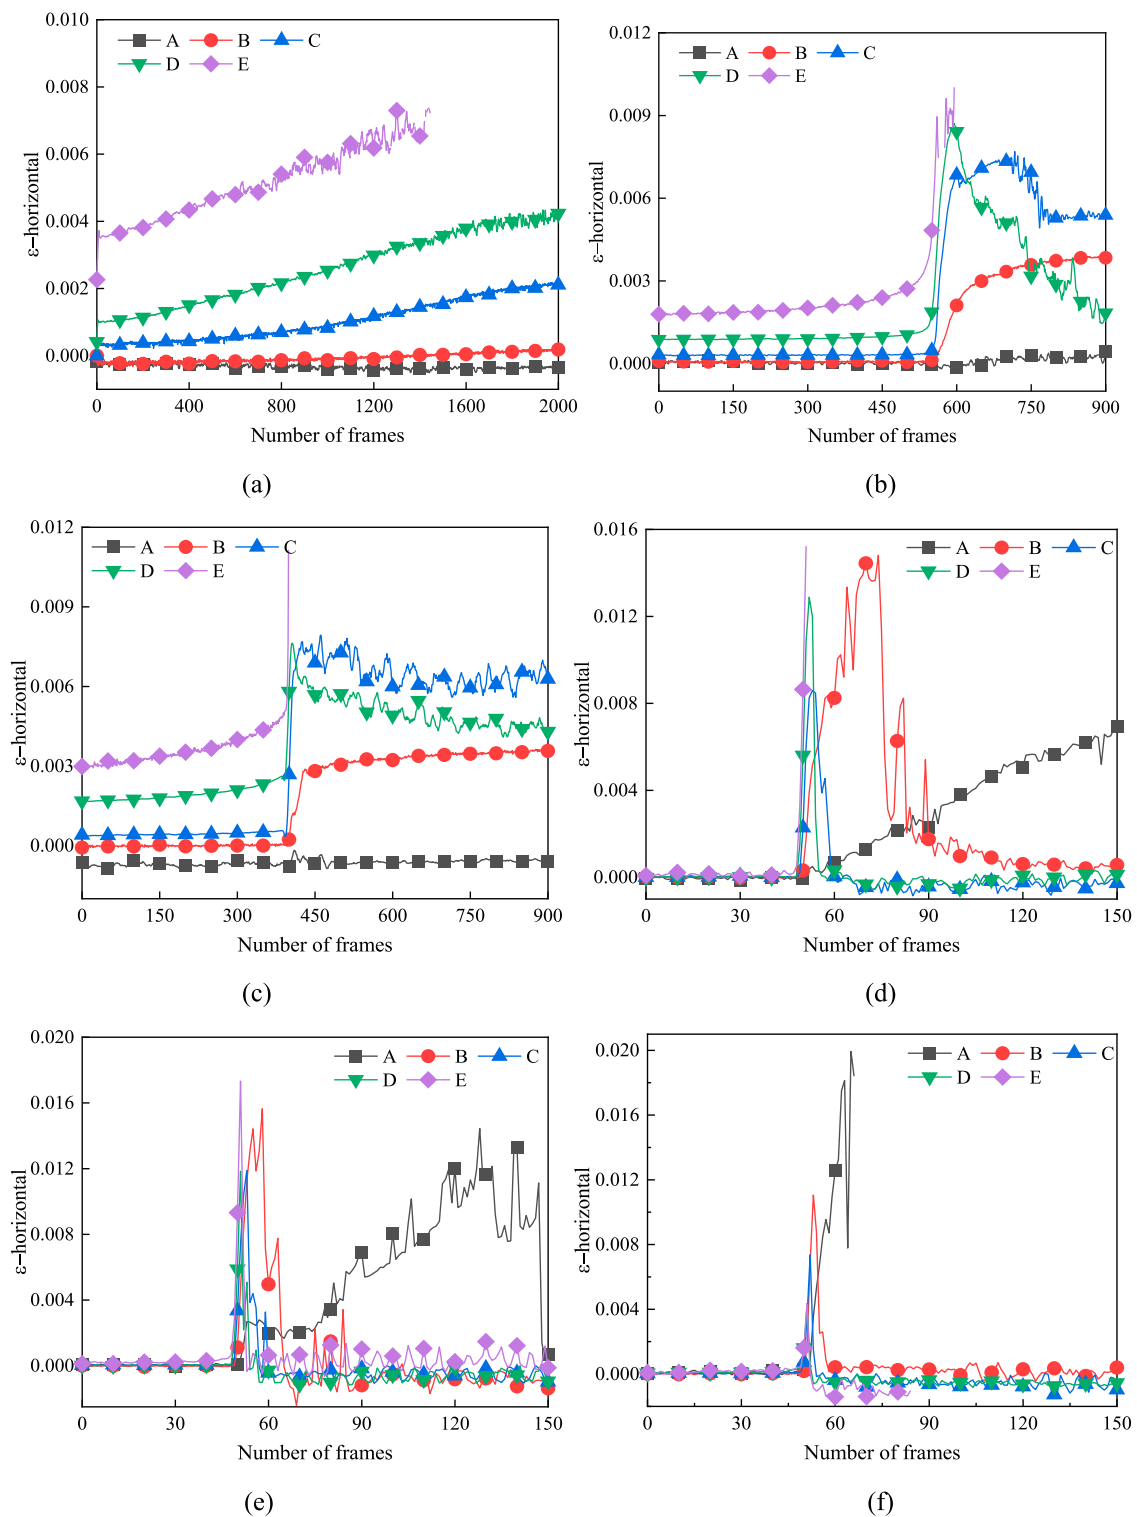 0.010
0.008
0.006
0.004
0.002
0.000
ε−horizontal
A B C
D E
0 400 800 1200 1600 2000
Number of frames
(a)
0.012
0.009
0.006
0.003
0.000
ε−horizontal
A B C
D E
0 150 300 450 600 750 900
Number of frames
(b)
0.012
0.009
0.006
0.003
0.000
ε−horizontal
A B C
D E
0 150 300 450 600 750 900
Number of frames
(c)
0.016
0.012
0.008
0.004
0.000
ε−horizontal
A B C
D E
0 30 60 90 120 150
Number of frames
(d)
0.020
0.016
0.012
0.008
0.004
0.000
ε−horizontal
A B C
D E
0 30 60 90 120 150
Number of frames
(e)
0.020
0.016
0.012
0.008
0.004
0.000
ε−horizontal
A B C
D E
0 30 60 90 120 150
Number of frames
(f)